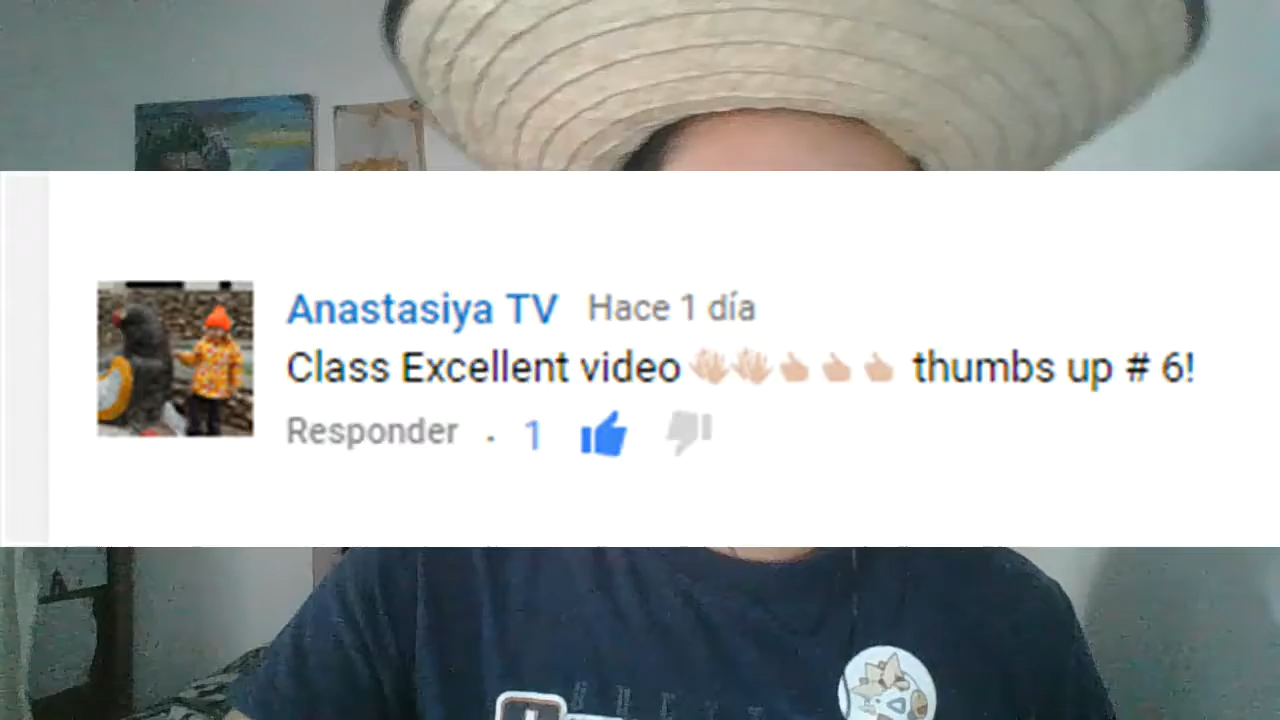 Anastasiya TV Hace 1 día
Class Excellent video 👋🏼👋🏼👍🏼👍🏼👍🏼 thumbs up # 6!
Responder · 1